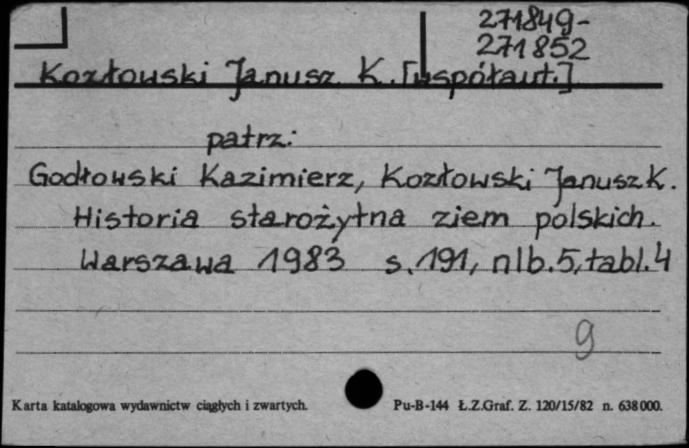 271849-
271852
Kozłowski Janusz K. [współaut.]
patrz:
Godłowski Kazimierz, Kozłowski Janusz K.
Historia starożytna ziem polskich.
Warszawa 1983 s. 191, nlb. 5, tabl. 4
9
Karta katalogowa wydawnictw ciągłych i zwartych. Pu-B-144 Ł.Z.Graf. Z. 120/15/82 n. 638000.